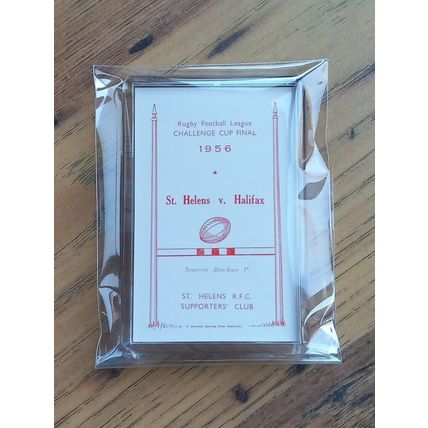 Rugby Football League
CHALLENGE CUP FINAL
1956
St. Helens v. Halifax
Souvenir Brochure 1/-
ST. HELENS R.F.C.
SUPPORTERS' CLUB